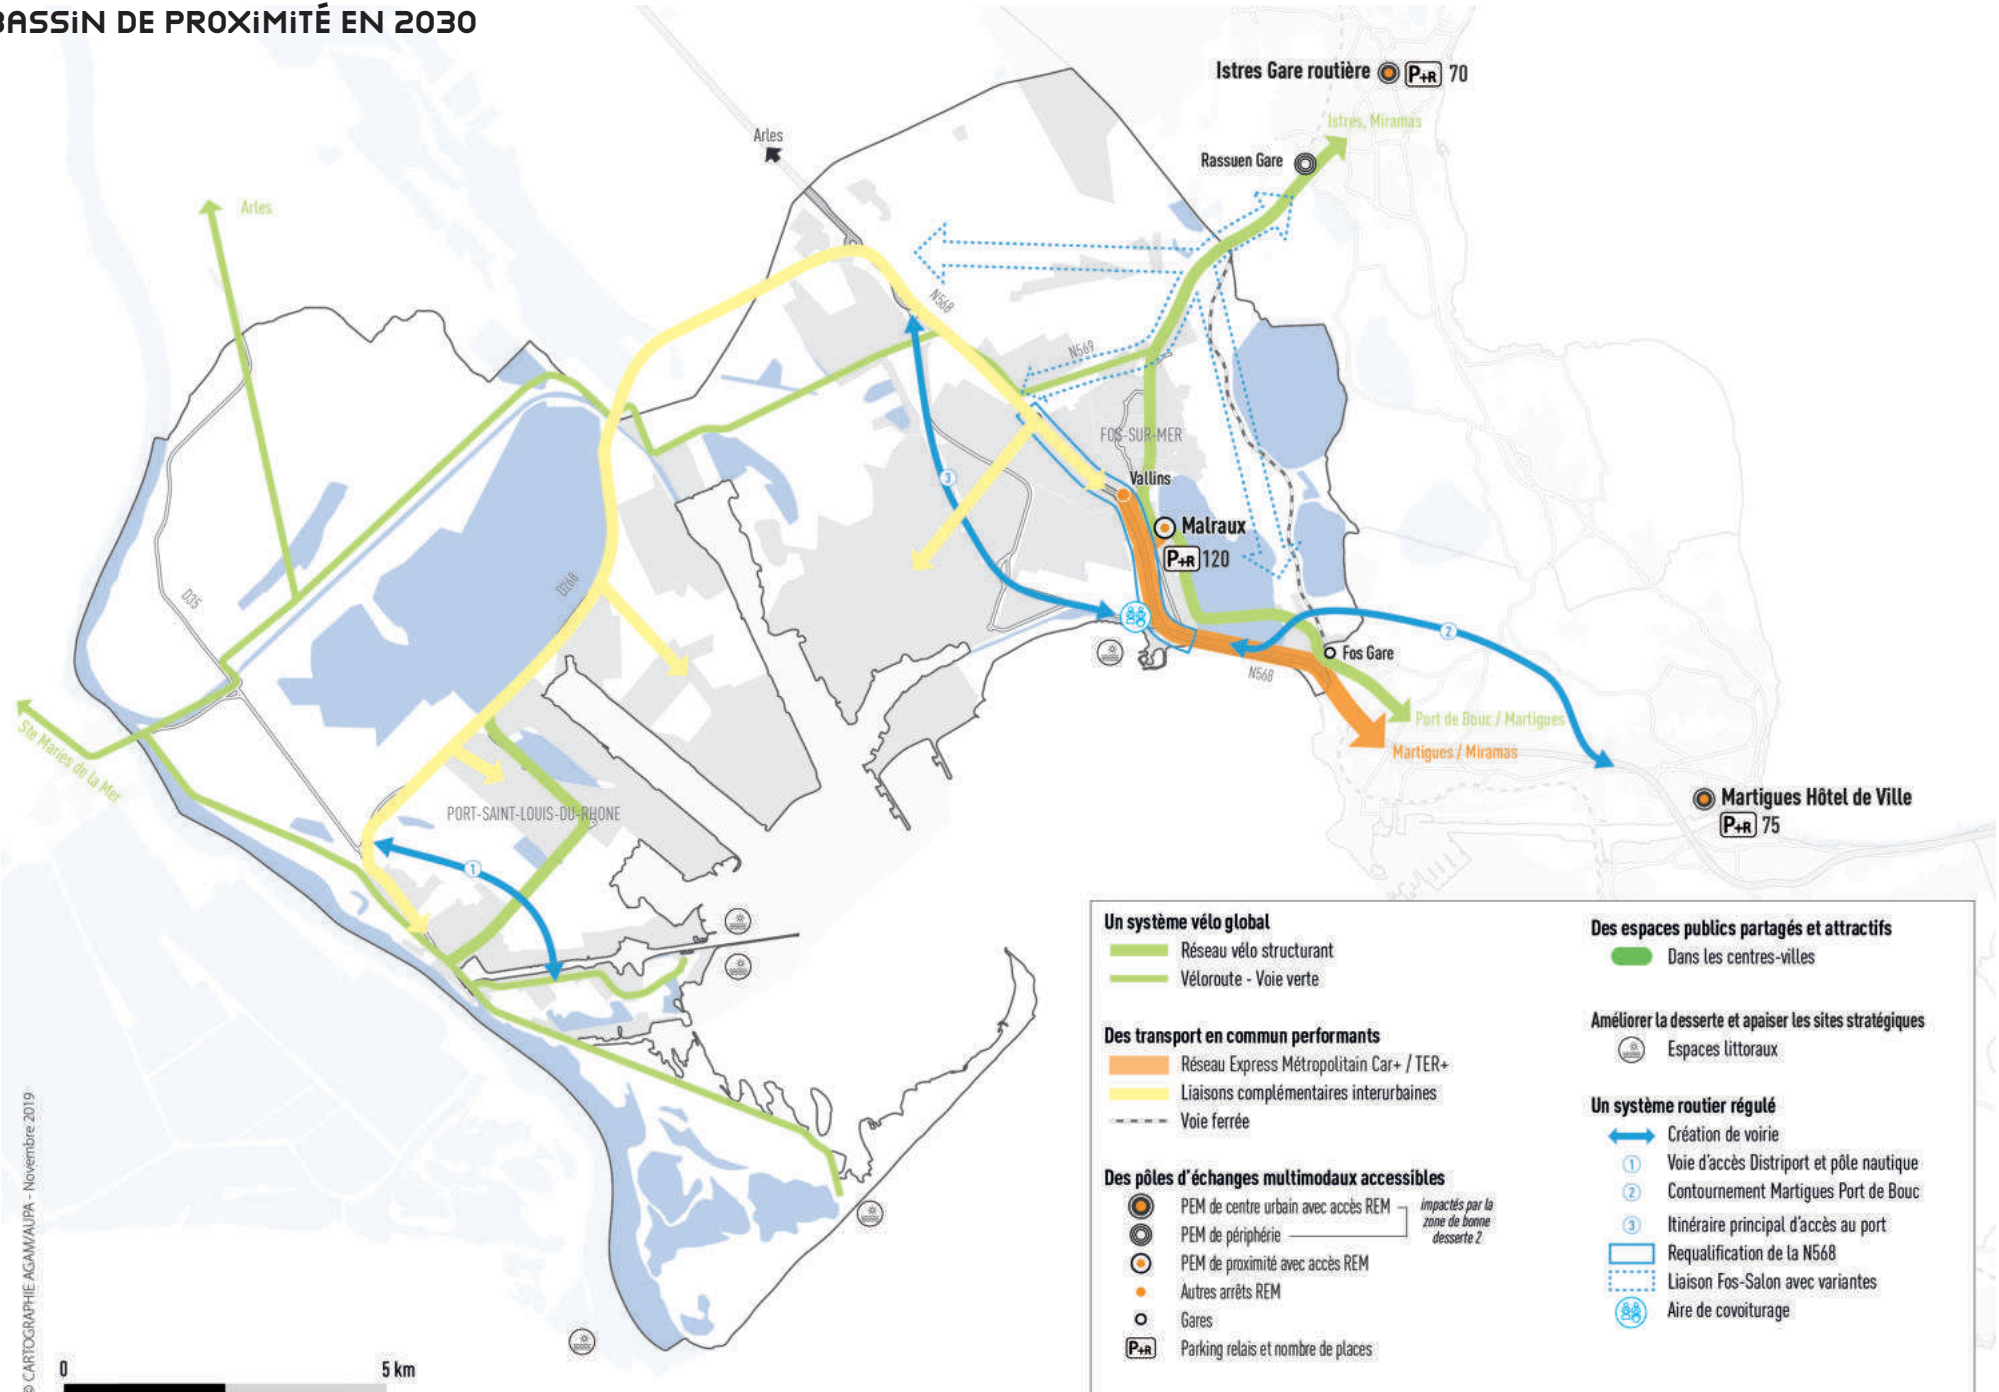 BASSiN DE PROXiMiTÉ EN 2030
Istres Gare routière P+R 70
Istres, Miramas
Arles
Rassuen Gare
Arles
N568
N569
FOS-SUR-MER
Vallins
3
Malraux
P+R 120
D268
D35
2
Fos Gare
N568
Ste Maries de la Mer
Port de Bouc / Martigues
Martigues / Miramas
Martigues Hôtel de Ville
P+R 75
PORT-SAINT-LOUIS-DU-RHONE
1
Un système vélo global
Réseau vélo structurant
Véloroute - Voie verte
Des transport en commun performants
Réseau Express Métropolitain Car+ / TER+
Liaisons complémentaires interurbaines
Voie ferrée
Des pôles d'échanges multimodaux accessibles
PEM de centre urbain avec accès REM
PEM de périphérie
impactés par la
zone de bonne
desserte 2
PEM de proximité avec accès REM
Autres arrêts REM
Gares
P+R Parking relais et nombre de places
Des espaces publics partagés et attractifs
Dans les centres-villes
Améliorer la desserte et apaiser les sites stratégiques
Espaces littoraux
Un système routier régulé
Création de voirie
1 Voie d'accès Distriport et pôle nautique
2 Contournement Martigues Port de Bouc
3 Itinéraire principal d'accès au port
Requalification de la N568
Liaison Fos-Salon avec variantes
Aire de covoiturage
© CARTOGRAPHIE AGAM/AUPA - Novembre 2019
0 5 km